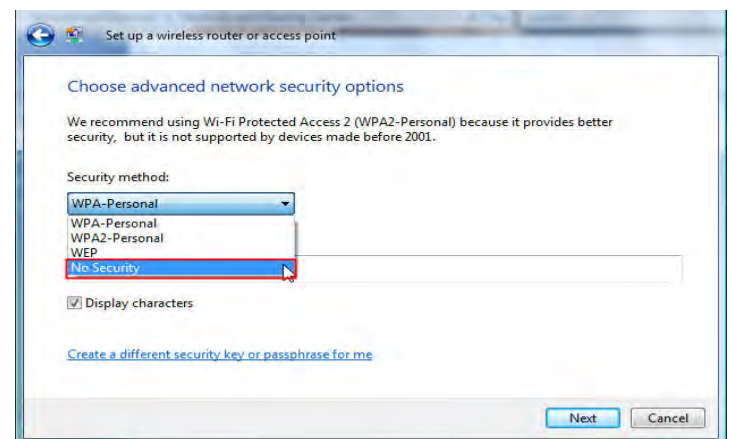 Set up a wireless router or access point
Choose advanced network security options
We recommend using Wi-Fi Protected Access 2 (WPA2-Personal) because it provides better
security, but it is not supported by devices made before 2001.
Security method:
WPA-Personal
WPA-Personal
WPA2-Personal
WEP
No Security
Display characters
Create a different security key or passphrase for me
Next
Cancel